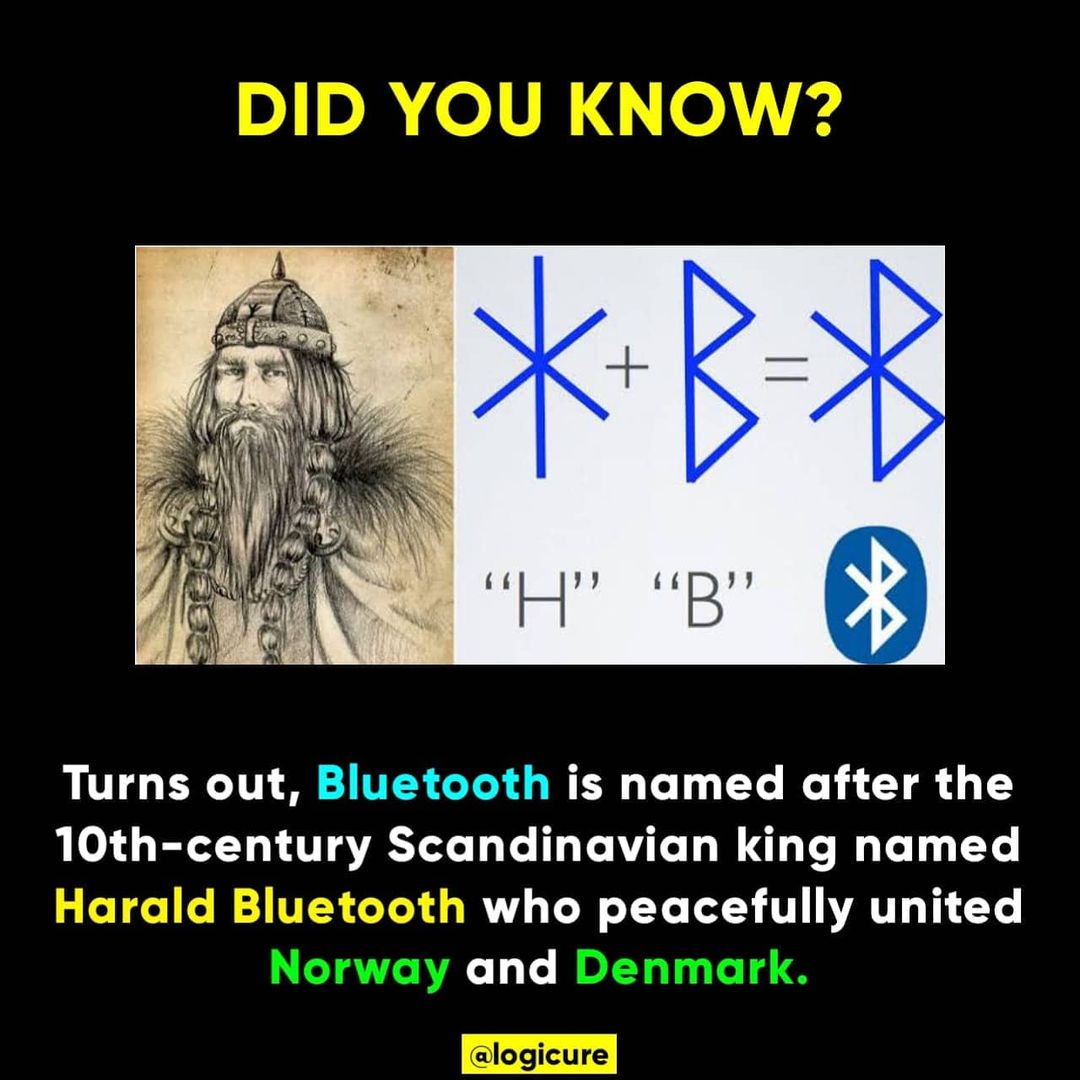 DID YOU KNOW?
+ =
‘‘H’’ ‘‘B’’
Turns out, Bluetooth is named after the
10th-century Scandinavian king named
Harald Bluetooth who peacefully united
Norway and Denmark.
@logicure